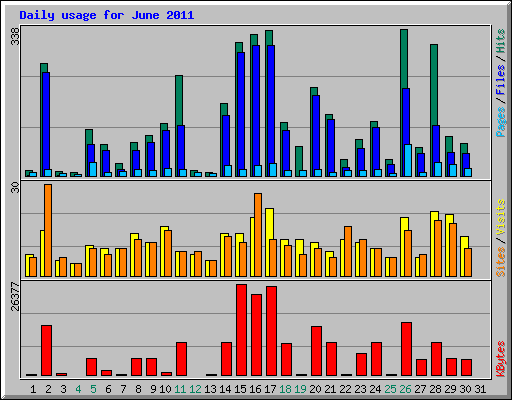 Daily usage for June 2011
338
Pages / Files / Hits
30
Sites / Visits
26377
KBytes
1 2 3 4 5 6 7 8 9 10 11 12 13 14 15 16 17 18 19 20 21 22 23 24 25 26 27 28 29 30 31